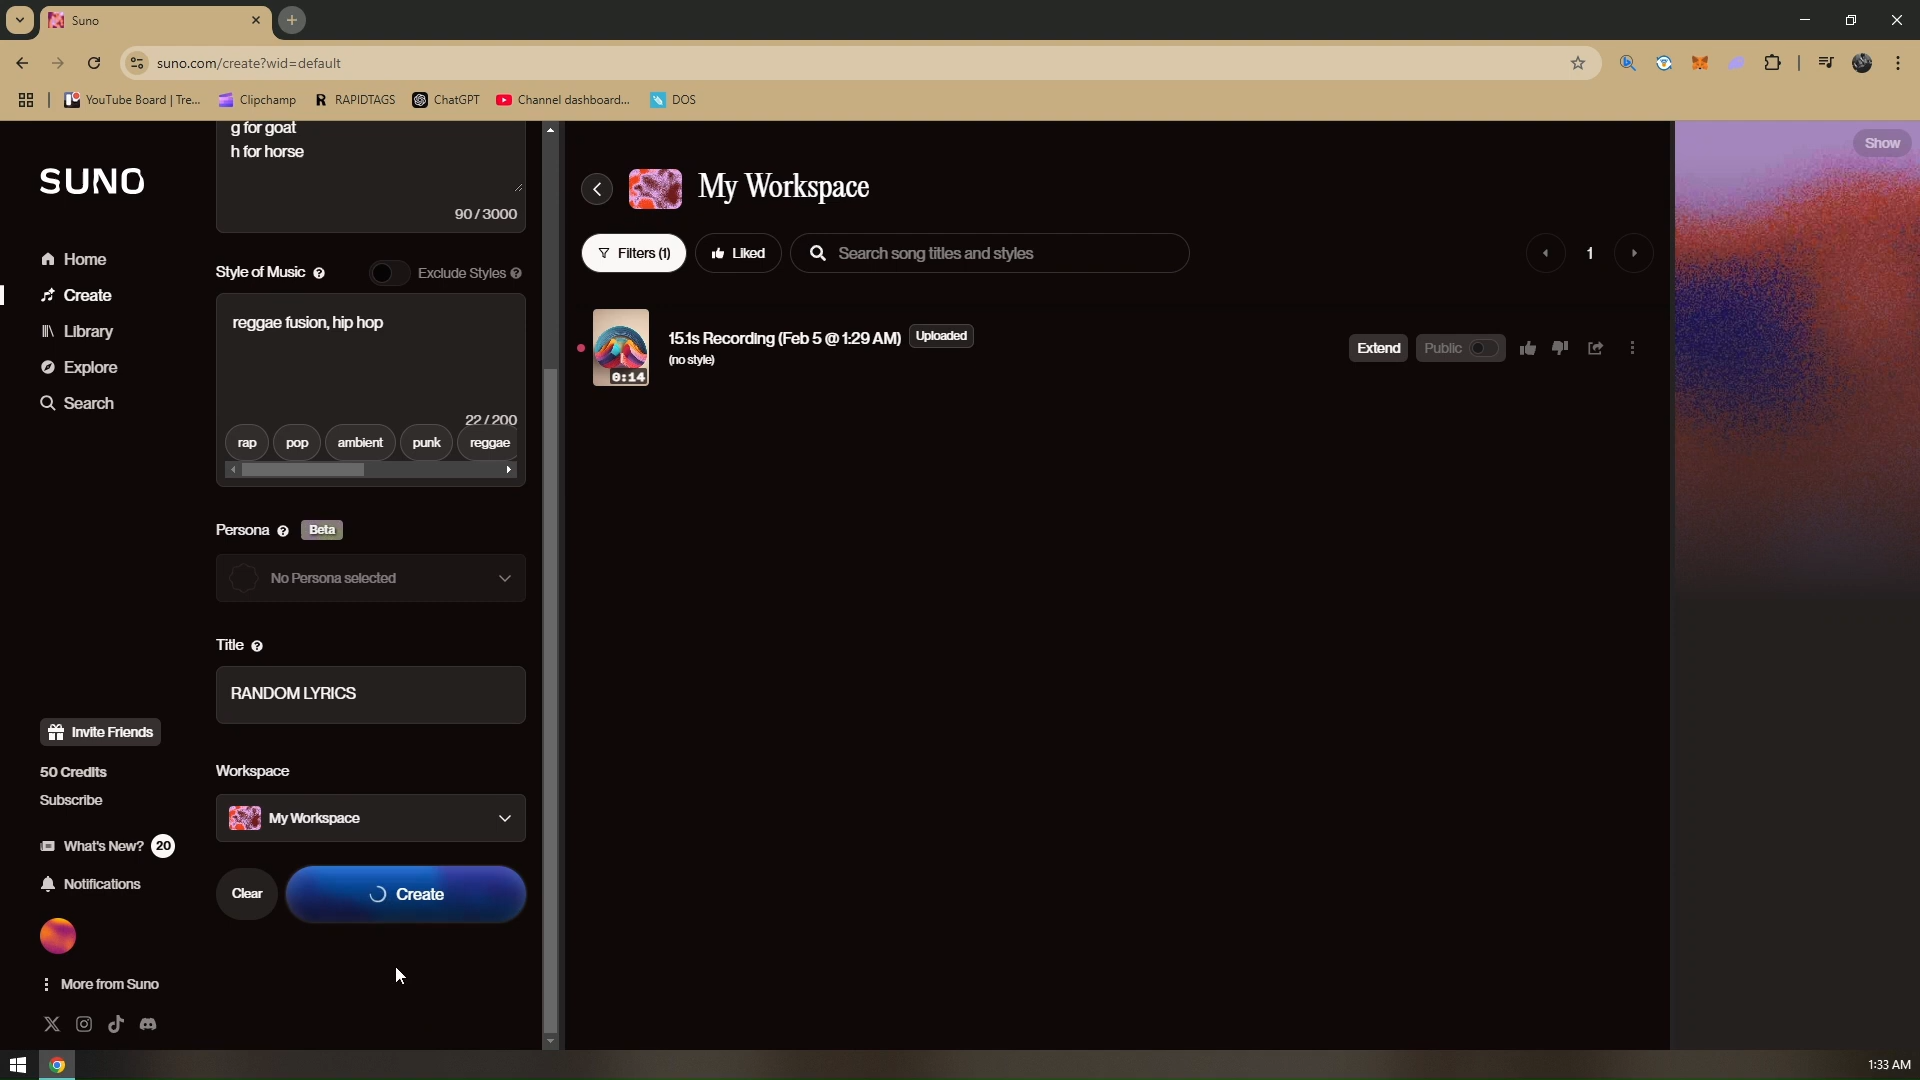 Suno
suno.com/create?wid=default
YouTube Board | Tre...
Clipchamp
RAPIDTAGS
ChatGPT
Channel dashboard...
DOS
SUNO
Home
Create
Library
Explore
Search
Invite Friends
50 Credits
Subscribe
What's New? 20
Notifications
More from Suno
g for goat
h for horse
90 / 3000
Style of Music ?
Exclude Styles ?
reggae fusion, hip hop
22 / 200
rap pop ambient punk reggae
Persona ? Beta
No Persona selected
Title ?
RANDOM LYRICS
Workspace
My Workspace
Clear
Create
My Workspace
Filters (1)
Liked
Search song titles and styles
1
0:14
15.1s Recording (Feb 5 @ 1:29 AM) Uploaded
(no style)
Extend
Public
Show
1:33 AM